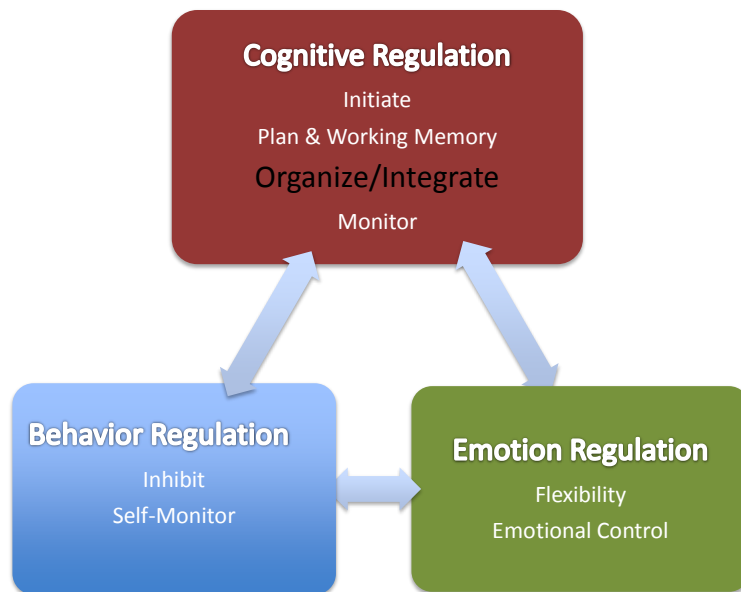 Cognitive Regulation
Initiate
Plan & Working Memory
Organize/Integrate
Monitor
Behavior Regulation
Inhibit
Self-Monitor
Emotion Regulation
Flexibility
Emotional Control